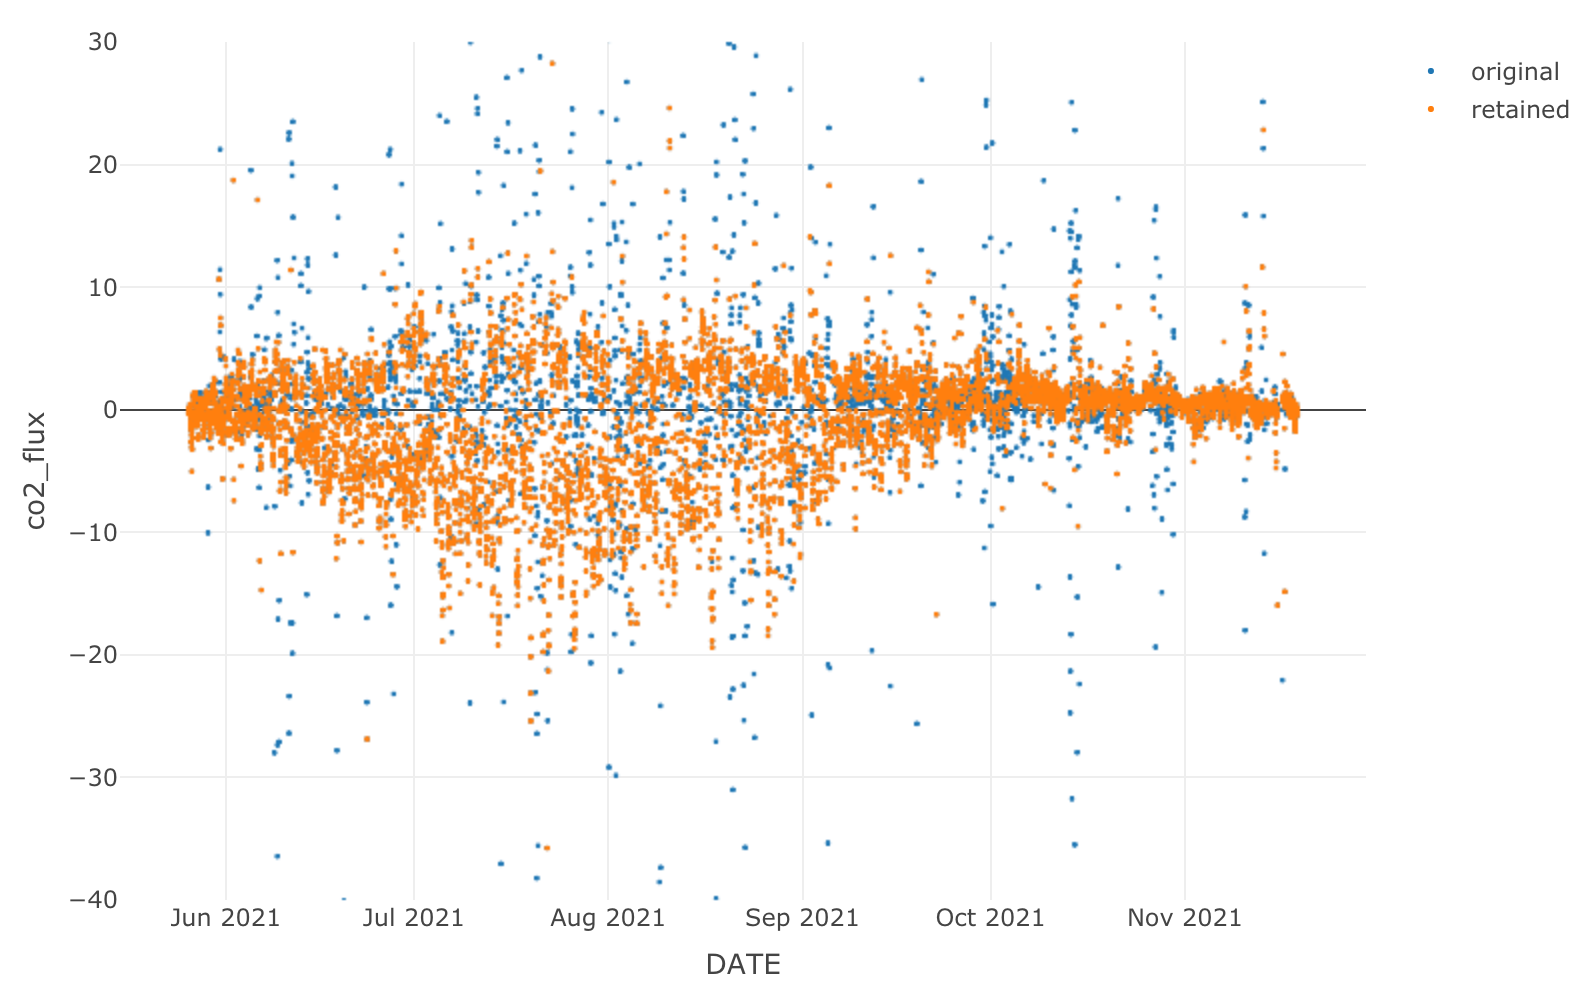 30
20
10
0
−10
−20
−30
−40
co2_flux
Jun 2021
Jul 2021
Aug 2021
Sep 2021
Oct 2021
Nov 2021
DATE
original
retained